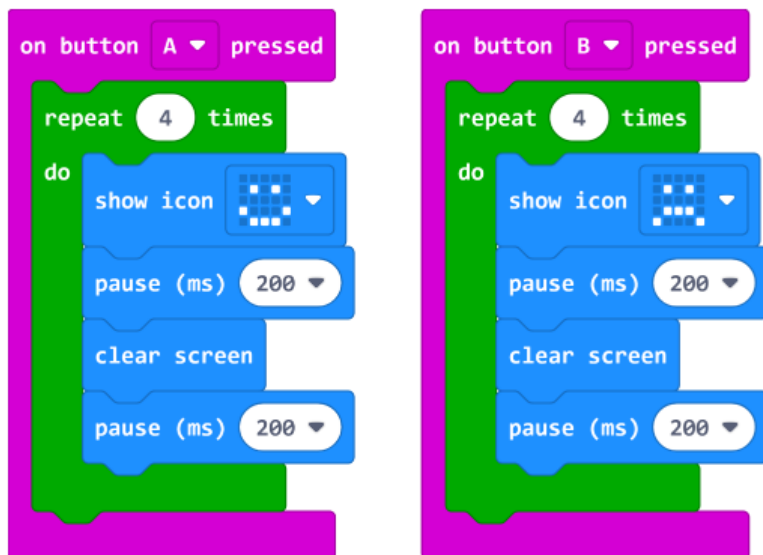 on button A pressed
repeat 4 times
do
show icon
pause (ms) 200
clear screen
pause (ms) 200
on button B pressed
repeat 4 times
do
show icon
pause (ms) 200
clear screen
pause (ms) 200